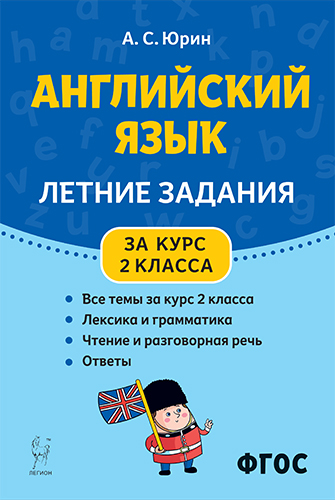 А. С. Юрин
АНГЛИЙСКИЙ
ЯЗЫК
ЛЕТНИЕ ЗАДАНИЯ
ЗА КУРС
2 КЛАССА
• Все темы за курс 2 класса
• Лексика и грамматика
• Чтение и разговорная речь
• Ответы
ЛЕГИОН
ФГОС